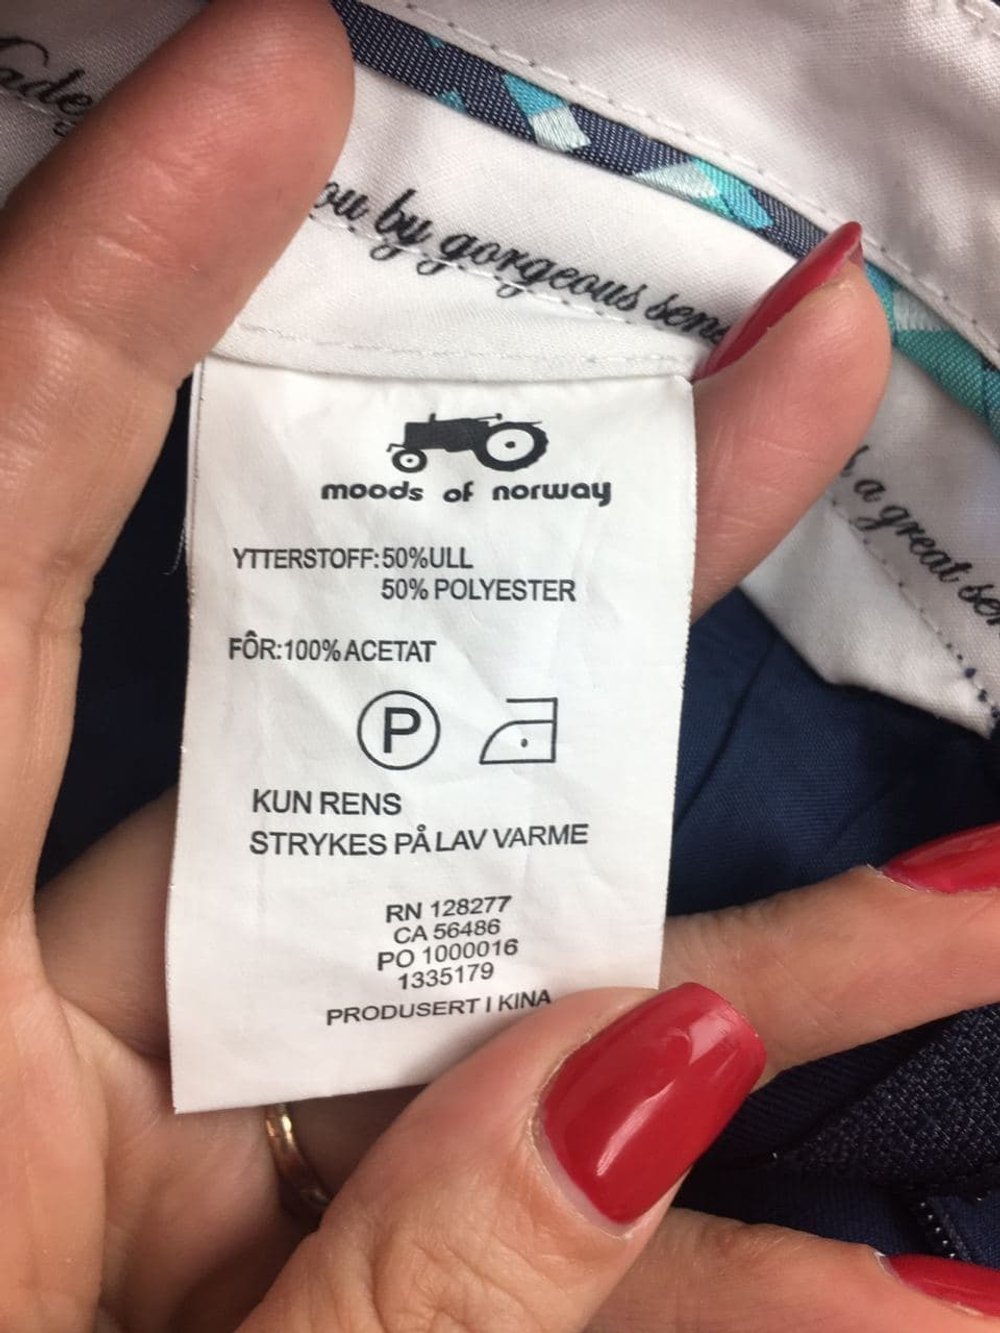 ou by gorgeous
a great
moods of norway
YTTERSTOFF: 50%ULL
50% POLYESTER
FÔR:100% ACETAT
P
KUN RENS
STRYKES PÅ LAV VARME
RN 128277
CA 56486
PO 1000016
1335179
PRODUSERT I KINA